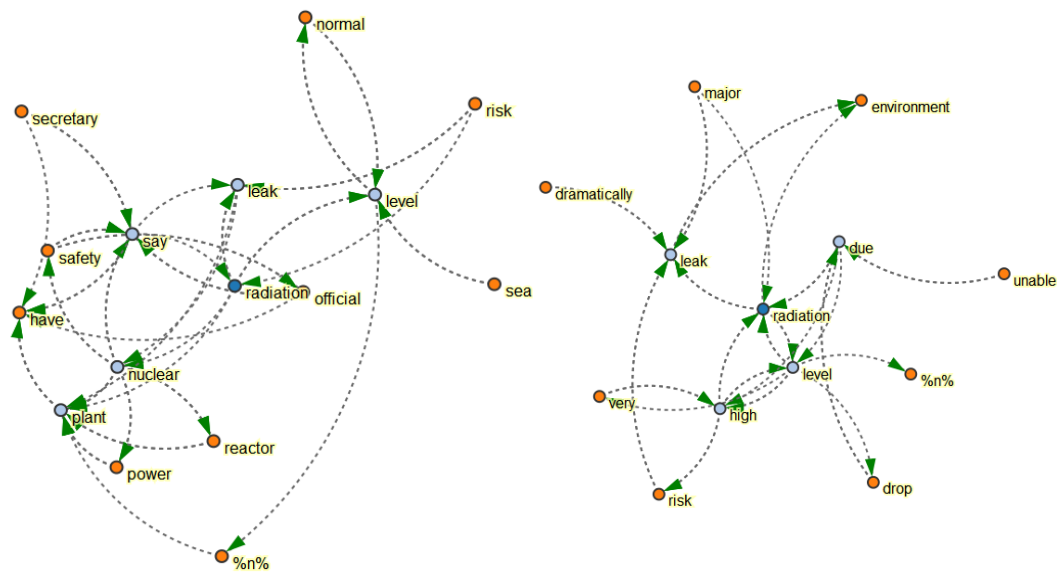 normal
risk
secretary
leak
level
say
safety
radiation
official
sea
have
nuclear
plant
reactor
power
%n%
major
environment
dramatically
leak
due
unable
radiation
level
%n%
very
high
drop
risk